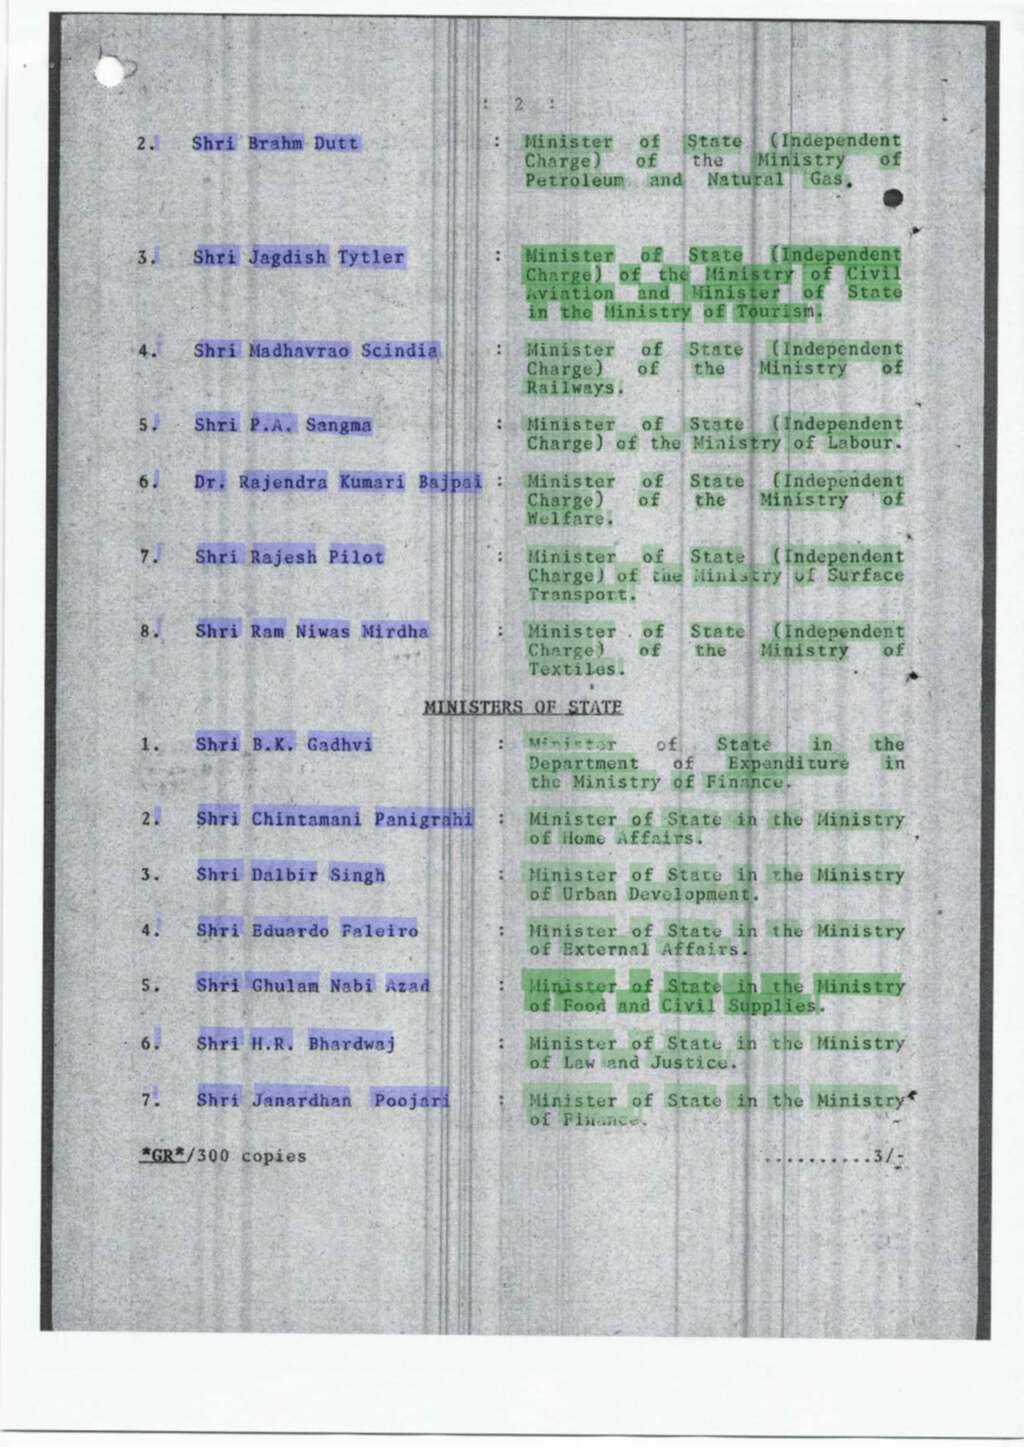 : 2 :
2. Shri Brahm Dutt : Minister of State (Independent
Charge) of the Ministry of
Petroleum and Natural Gas.
3. Shri Jagdish Tytler : Minister of State (Independent
Charge) of the Ministry of Civil
Aviation and Minister of State
in the Ministry of Tourism.
4. Shri Madhavrao Scindia : Minister of State (Independent
Charge) of the Ministry of
Railways.
5. Shri P.A. Sangma : Minister of State (Independent
Charge) of the Ministry of Labour.
6. Dr. Rajendra Kumari Bajpai : Minister of State (Independent
Charge) of the Ministry of
Welfare.
7. Shri Rajesh Pilot : Minister of State (Independent
Charge) of the Ministry of Surface
Transport.
8. Shri Ram Niwas Mirdha : Minister of State (Independent
Charge) of the Ministry of
Textiles.
MINISTERS OF STATE
1. Shri B.K. Gadhvi : Minister of State in the
Department of Expenditure in
the Ministry of Finance.
2. Shri Chintamani Panigrahi : Minister of State in the Ministry
of Home Affairs.
3. Shri Dalbir Singh : Minister of State in the Ministry
of Urban Development.
4. Shri Eduardo Faleiro : Minister of State in the Ministry
of External Affairs.
5. Shri Ghulam Nabi Azad : Minister of State in the Ministry
of Food and Civil Supplies.
6. Shri H.R. Bhardwaj : Minister of State in the Ministry
of Law and Justice.
7. Shri Janardhan Poojari : Minister of State in the Ministry
of Finance.
*GR*/300 copies ..........3/-